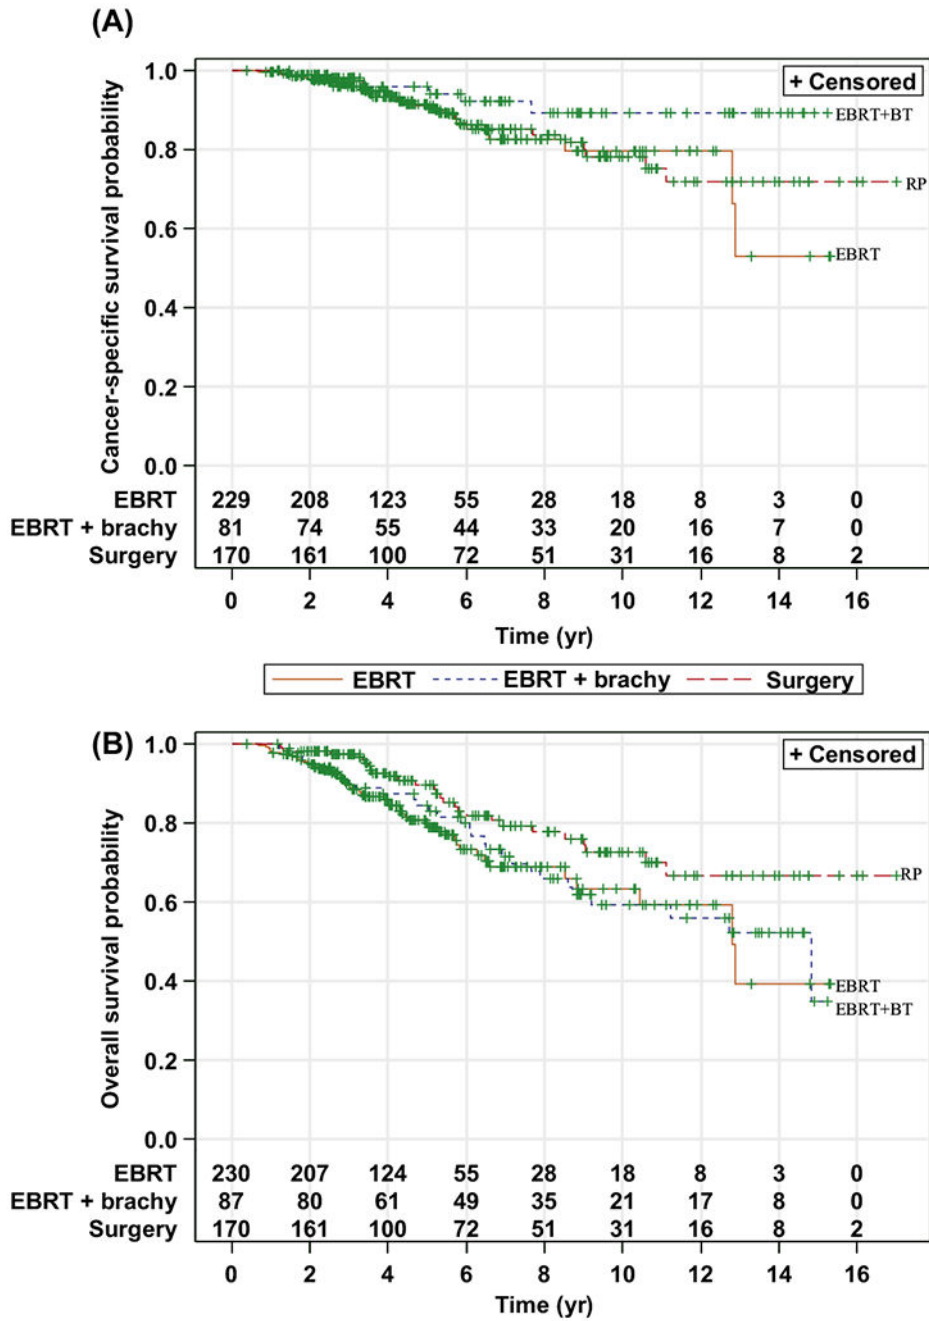 (A)
+ Censored
Cancer-specific survival probability
1.0
0.8
0.6
0.4
0.2
0.0
EBRT+BT
RP
EBRT
EBRT 229 208 123 55 28 18 8 3 0
EBRT + brachy 81 74 55 44 33 20 16 7 0
Surgery 170 161 100 72 51 31 16 8 2
0 2 4 6 8 10 12 14 16
Time (yr)
EBRT EBRT + brachy Surgery
(B)
+ Censored
Overall survival probability
1.0
0.8
0.6
0.4
0.2
0.0
RP
EBRT
EBRT+BT
EBRT 230 207 124 55 28 18 8 3 0
EBRT + brachy 87 80 61 49 35 21 17 8 0
Surgery 170 161 100 72 51 31 16 8 2
0 2 4 6 8 10 12 14 16
Time (yr)